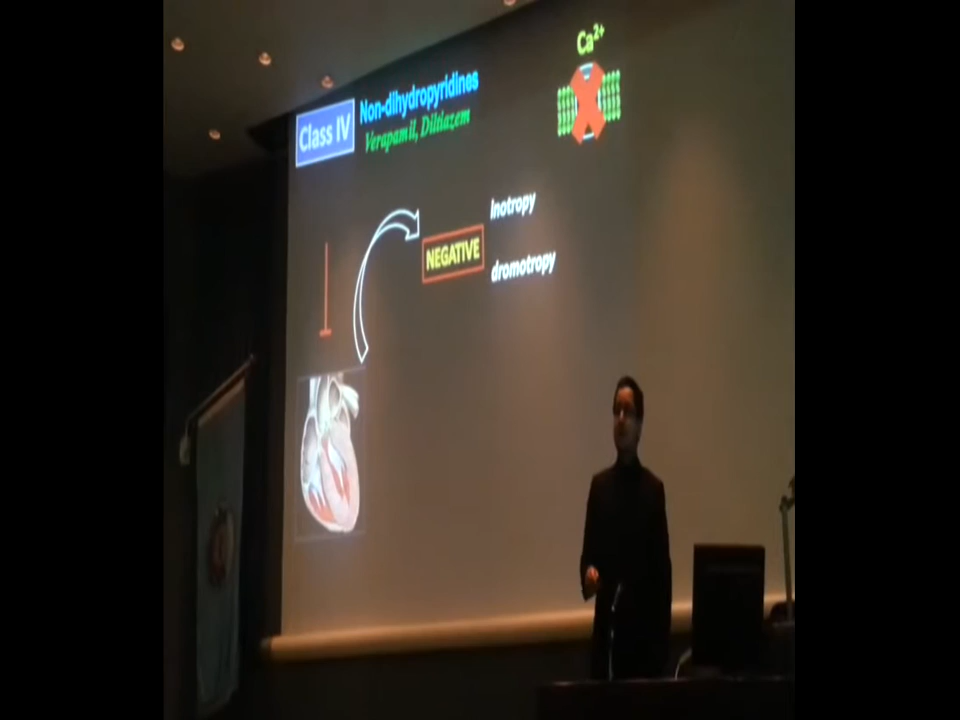 Ca2+
Class IV
Non-dihydropyridines
Verapamil, Diltiazem
inotropy
NEGATIVE
dromotropy